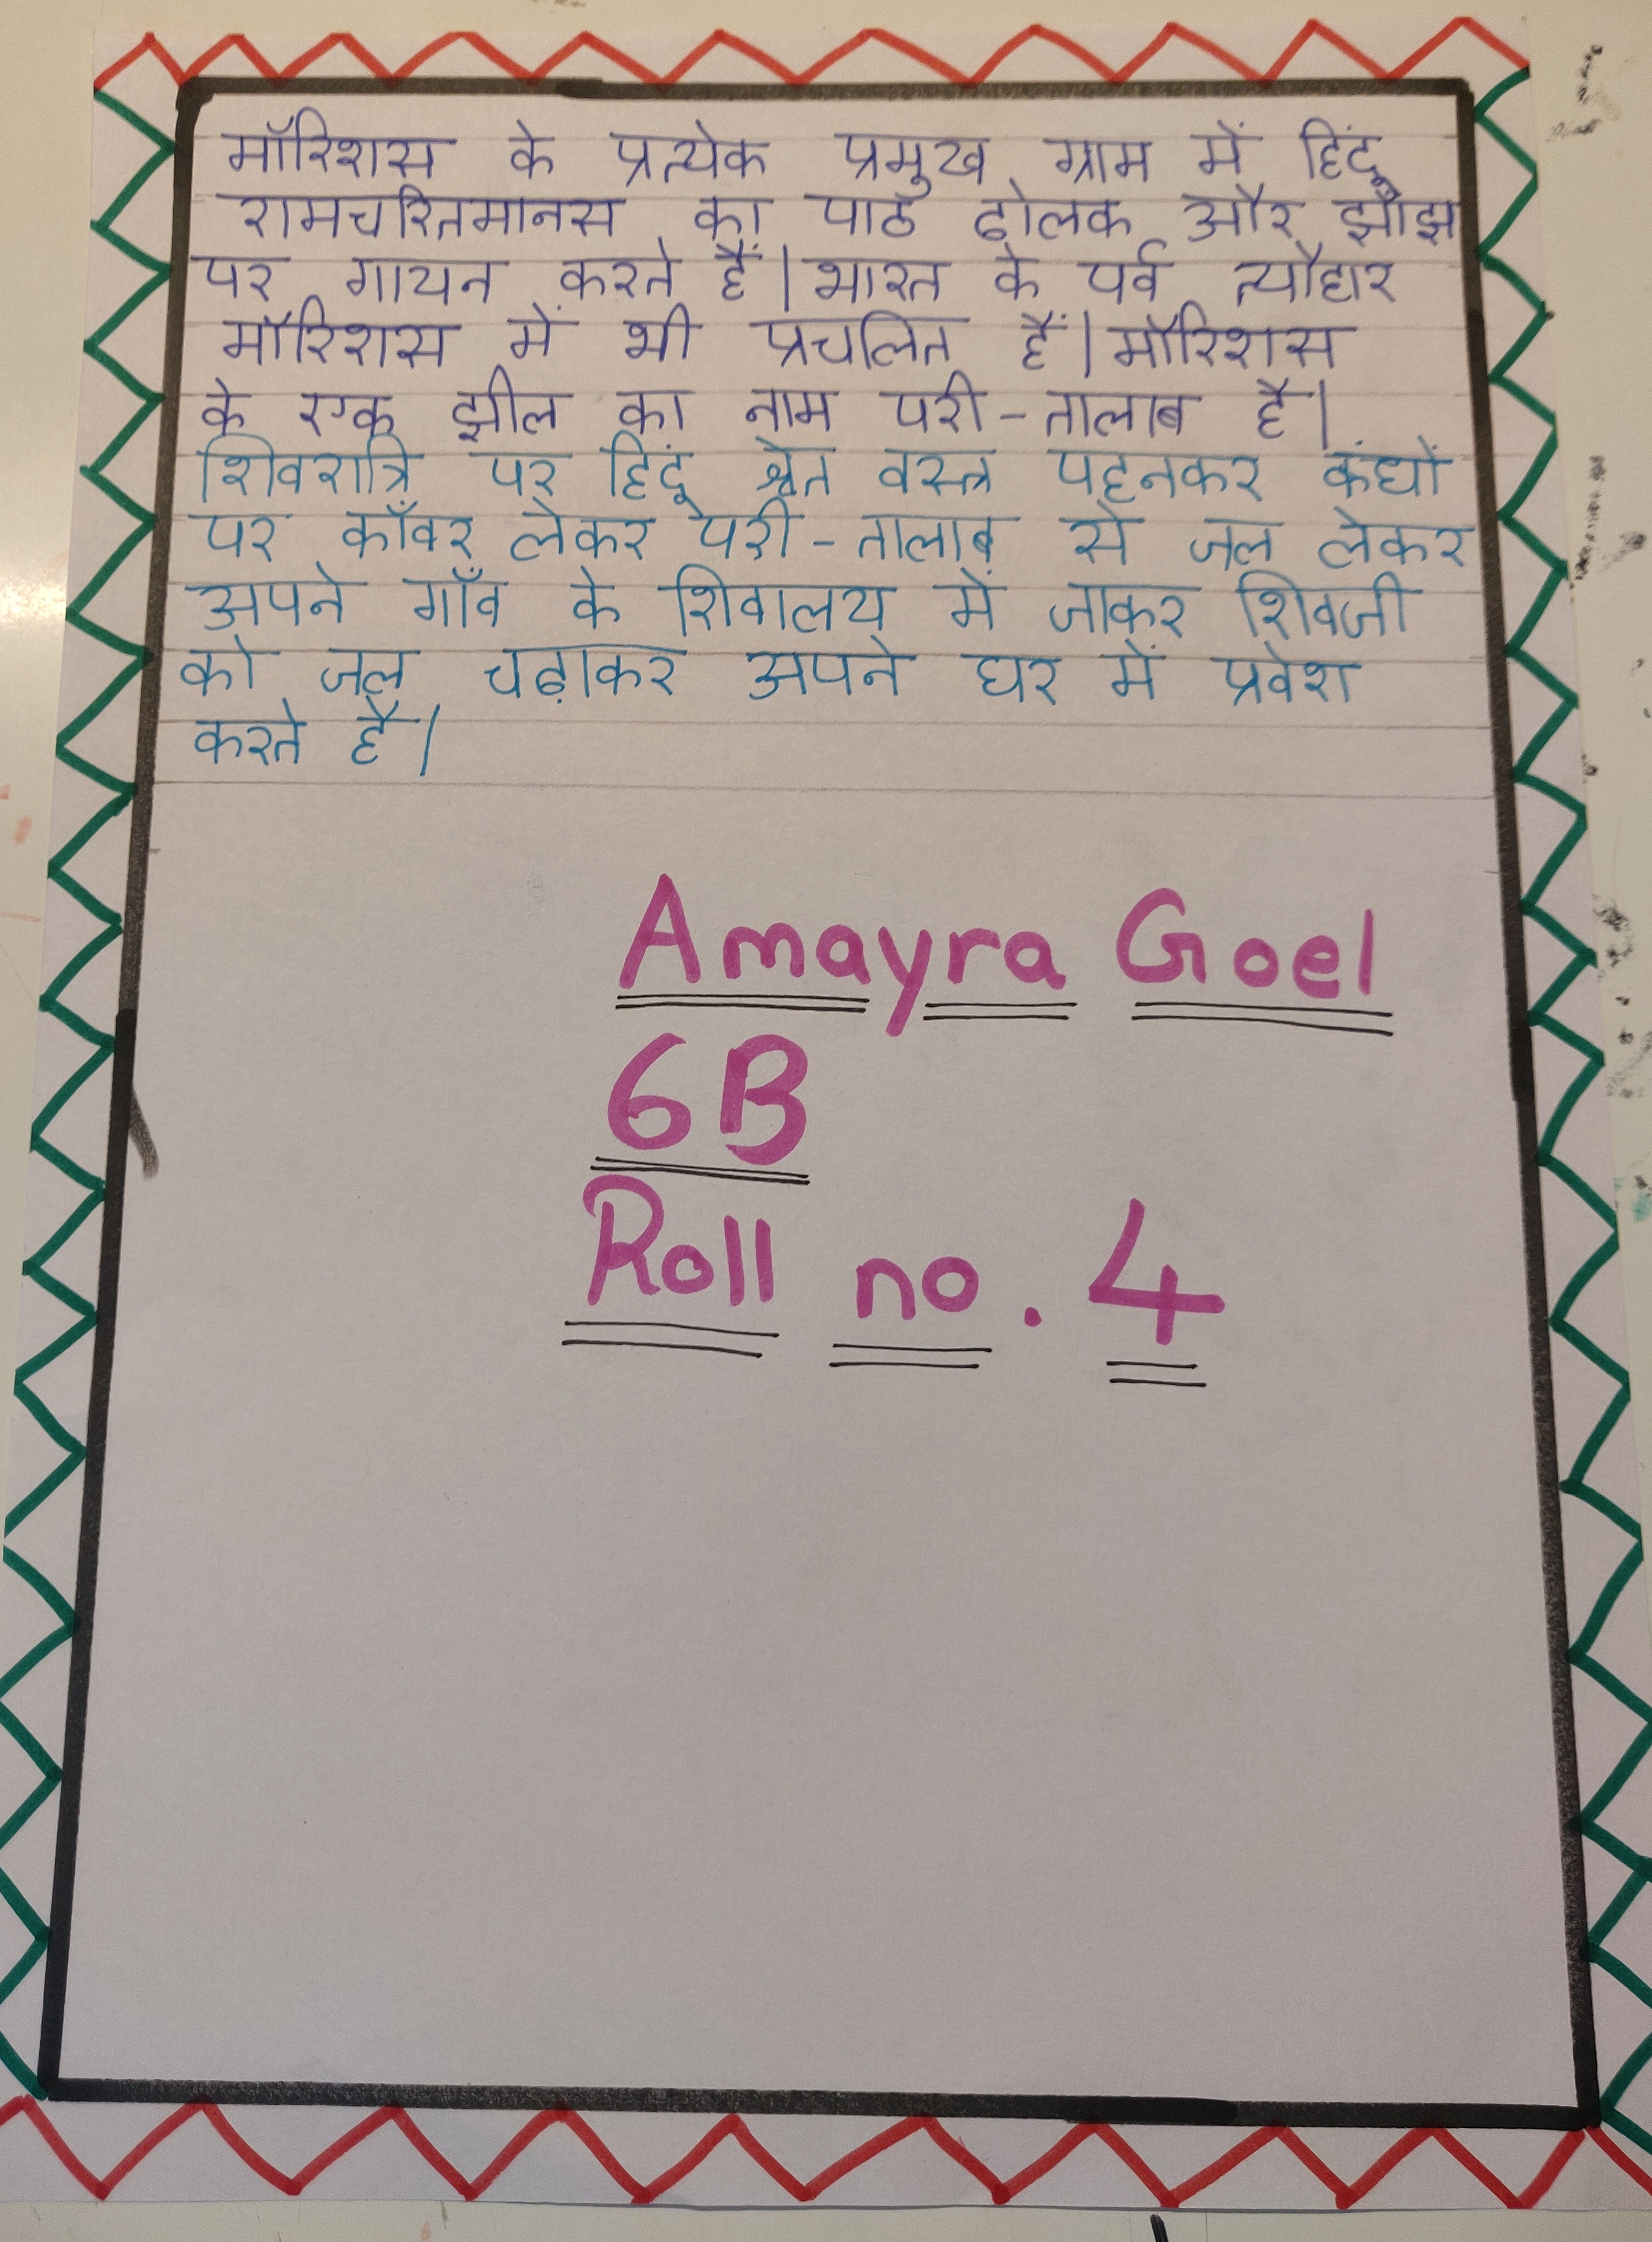 मॉरिशस के प्रत्येक प्रमुख ग्राम में हिंदू
रामचरितमानस का पाठ ढोलक और झाँझ
पर गायन करते हैं|भारत के पर्व त्यौहार
मॉरिशस में भी प्रचलित हैं|मॉरिशस
के एक झील का नाम परी-तालाब है|
शिवरात्रि पर हिंदू श्वेत वस्त्र पहनकर कंधों
पर काँवर लेकर परी-तालाब से जल लेकर
अपने गाँव के शिवालय में जाकर शिवजी
को जल चढ़ाकर अपने घर में प्रवेश
करते है|
Amayra Goel
6B
Roll no. 4